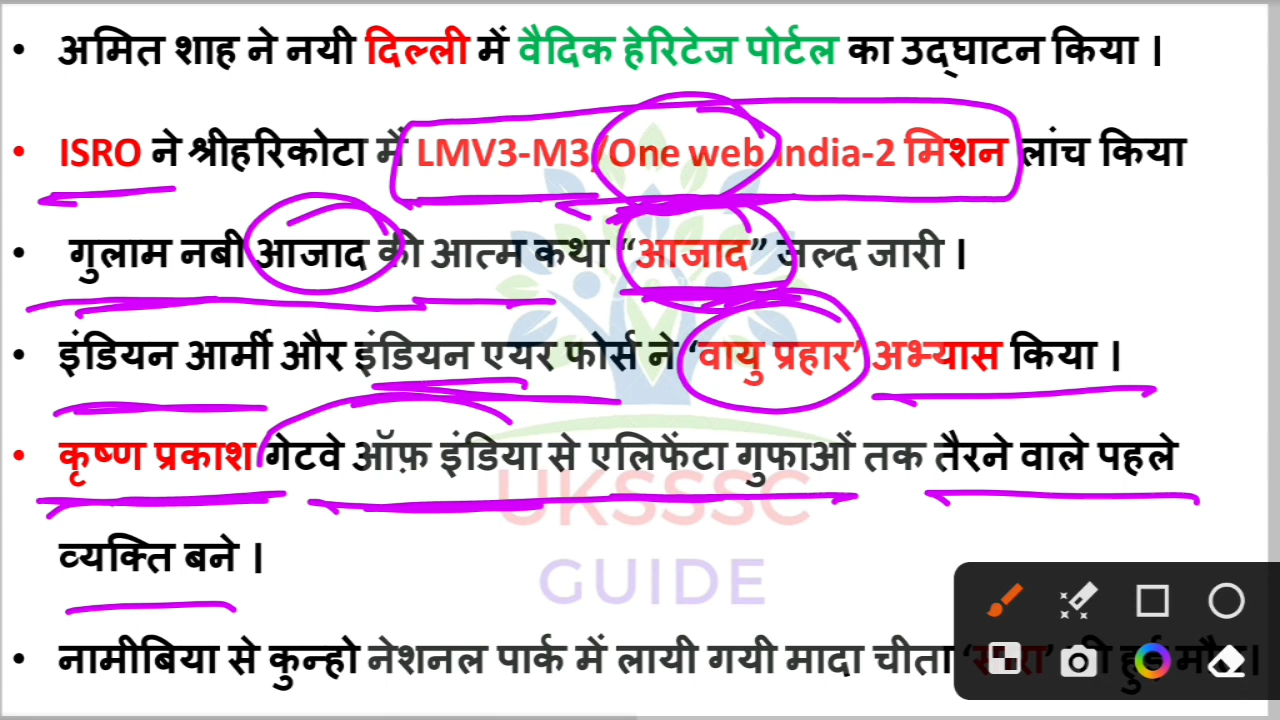 • अमित शाह ने नयी दिल्ली में वैदिक हेरिटेज पोर्टल का उद्घाटन किया ।
• ISRO ने श्रीहरिकोटा में LMV3-M3/One web India-2 मिशन लांच किया
• गुलाम नबी आजाद की आत्म कथा “आजाद” जल्द जारी ।
• इंडियन आर्मी और इंडियन एयर फोर्स ने ‘वायु प्रहार’ अभ्यास किया ।
• कृष्ण प्रकाश गेटवे ऑफ़ इंडिया से एलिफेंटा गुफाओं तक तैरने वाले पहले
व्यक्ति बने ।
UKSSSC
GUIDE
• नामीबिया से कुन्हो नेशनल पार्क में लायी गयी मादा चीता की हुई मौत।